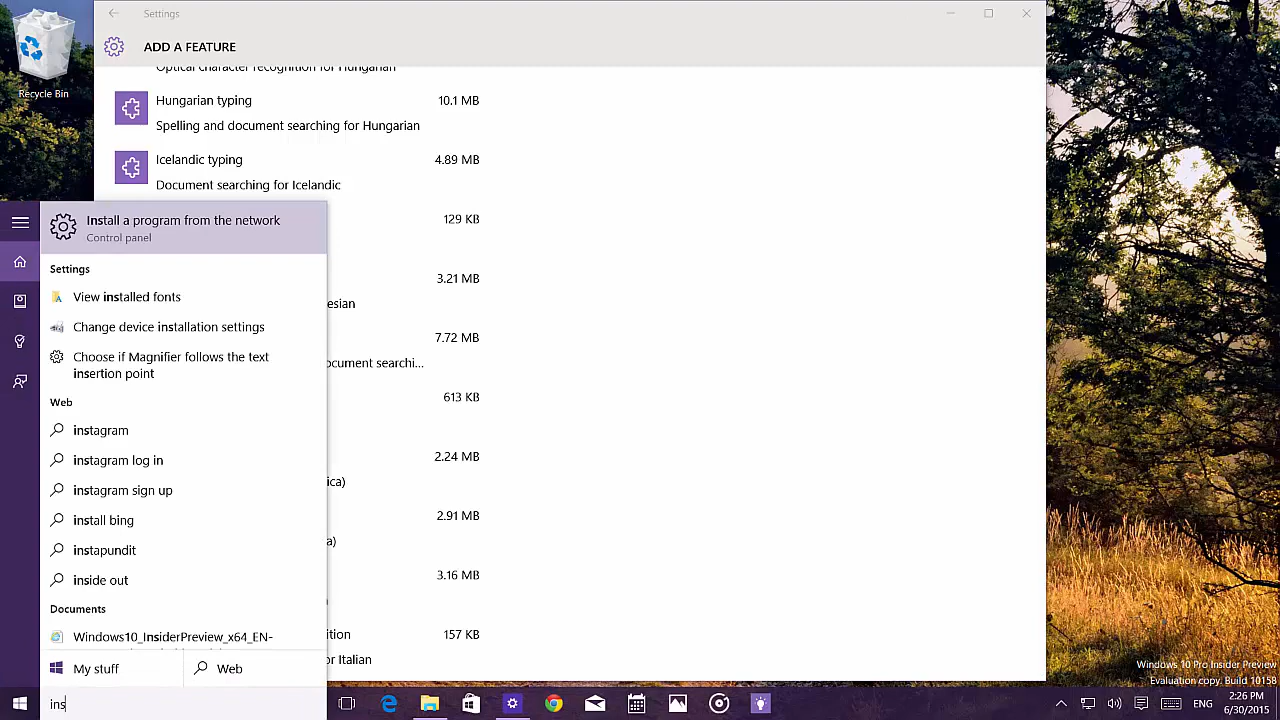 Recycle Bin
Settings
ADD A FEATURE
Optical character recognition for Hungarian
Hungarian typing 10.1 MB
Spelling and document searching for Hungarian
Icelandic typing 4.89 MB
Document searching for Icelandic
129 KB
3.21 MB
esian
7.72 MB
ocument searchi...
613 KB
2.24 MB
ica)
2.91 MB
a)
3.16 MB
ition 157 KB
or Italian
Install a program from the network
Control panel
Settings
View installed fonts
Change device installation settings
Choose if Magnifier follows the text
insertion point
Web
instagram
instagram log in
instagram sign up
install bing
instapundit
inside out
Documents
Windows10_InsiderPreview_x64_EN-
My stuff Web
ins
Windows 10 Pro Insider Preview
Evaluation copy. Build 10158
ENG
2:26 PM
6/30/2015